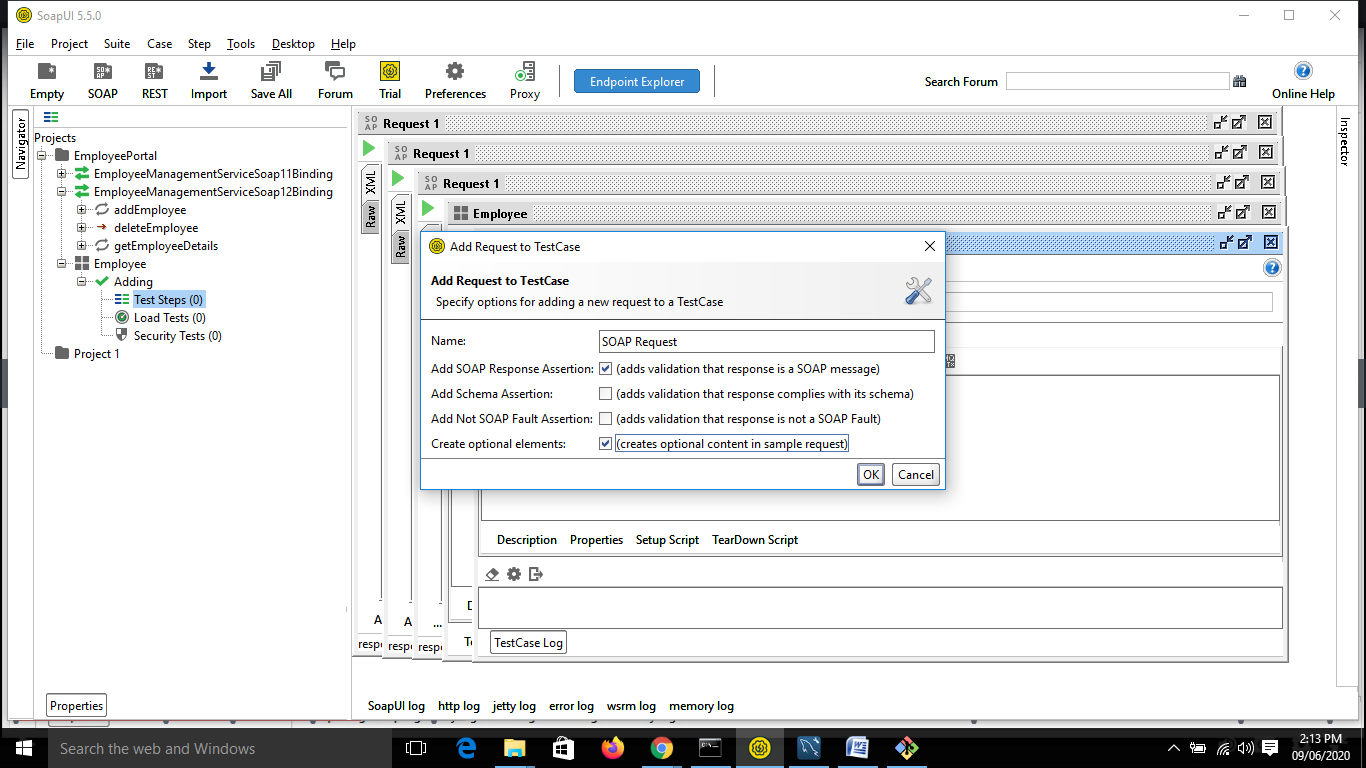 SoapUI 5.5.0
File Project Suite Case Step Tools Desktop Help
Empty SOAP REST Import Save All Forum Trial Preferences Proxy Endpoint Explorer Search Forum Online Help
Navigator
Projects
EmployeePortal
EmployeeManagementServiceSoap11Binding
EmployeeManagementServiceSoap12Binding
addEmployee
deleteEmployee
getEmployeeDetails
Employee
Adding
Test Steps (0)
Load Tests (0)
Security Tests (0)
Project 1
Properties
Request 1
XML
Raw
Request 1
XML
Raw
Request 1
Employee
Add Request to TestCase
Add Request to TestCase
Specify options for adding a new request to a TestCase
Name: SOAP Request
Add SOAP Response Assertion: (adds validation that response is a SOAP message)
Add Schema Assertion: (adds validation that response complies with its schema)
Add Not SOAP Fault Assertion: (adds validation that response is not a SOAP Fault)
Create optional elements: (creates optional content in sample request)
OK Cancel
Description Properties Setup Script TearDown Script
A A ...
TestCase Log
Inspector
SoapUI log http log jetty log error log wsrm log memory log
Search the web and Windows
2:13 PM
09/06/2020